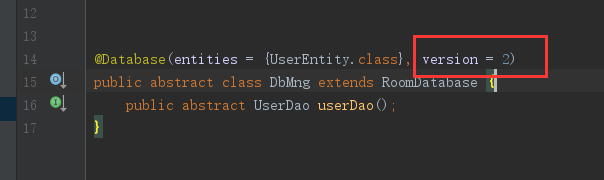 12
13
14 @Database(entities = {UserEntity.class}, version = 2)
15 public abstract class DbMng extends RoomDatabase {
16 public abstract UserDao userDao();
17 }